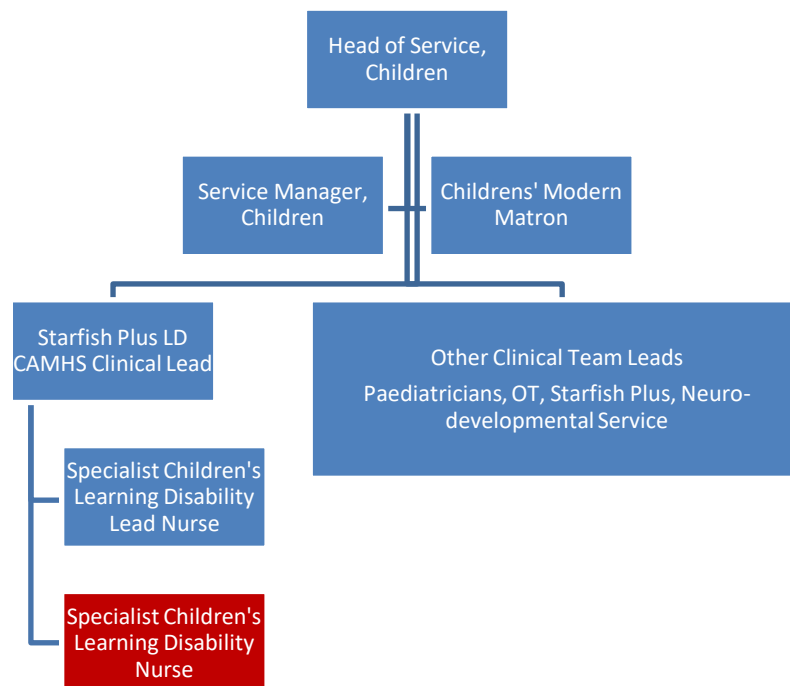 Head of Service,
Children
Service Manager,
Children
Childrens' Modern
Matron
Starfish Plus LD
CAMHS Clinical Lead
Other Clinical Team Leads
Paediatricians, OT, Starfish Plus, Neuro-
developmental Service
Specialist Children's
Learning Disability
Lead Nurse
Specialist Children's
Learning Disability
Nurse